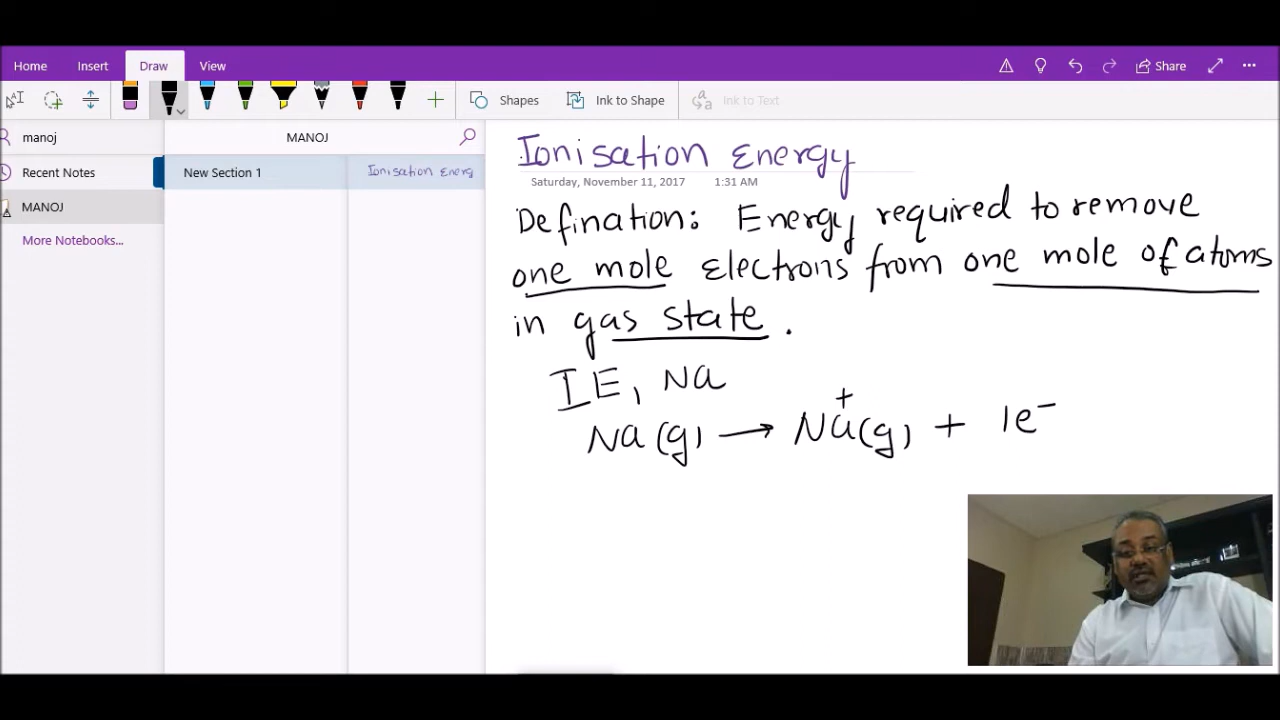 Home Insert Draw View Share
Shapes Ink to Shape Ink to Text
manoj MANOJ
Recent Notes New Section 1 Ionisation Energ
MANOJ
More Notebooks...
Ionisation Energy
Saturday, November 11, 2017 1:31 AM
Defination: Energy required to remove
one mole electrons from one mole of atoms
in gas state .
IE, Na
Na(g) → Na⁺(g) + 1e⁻